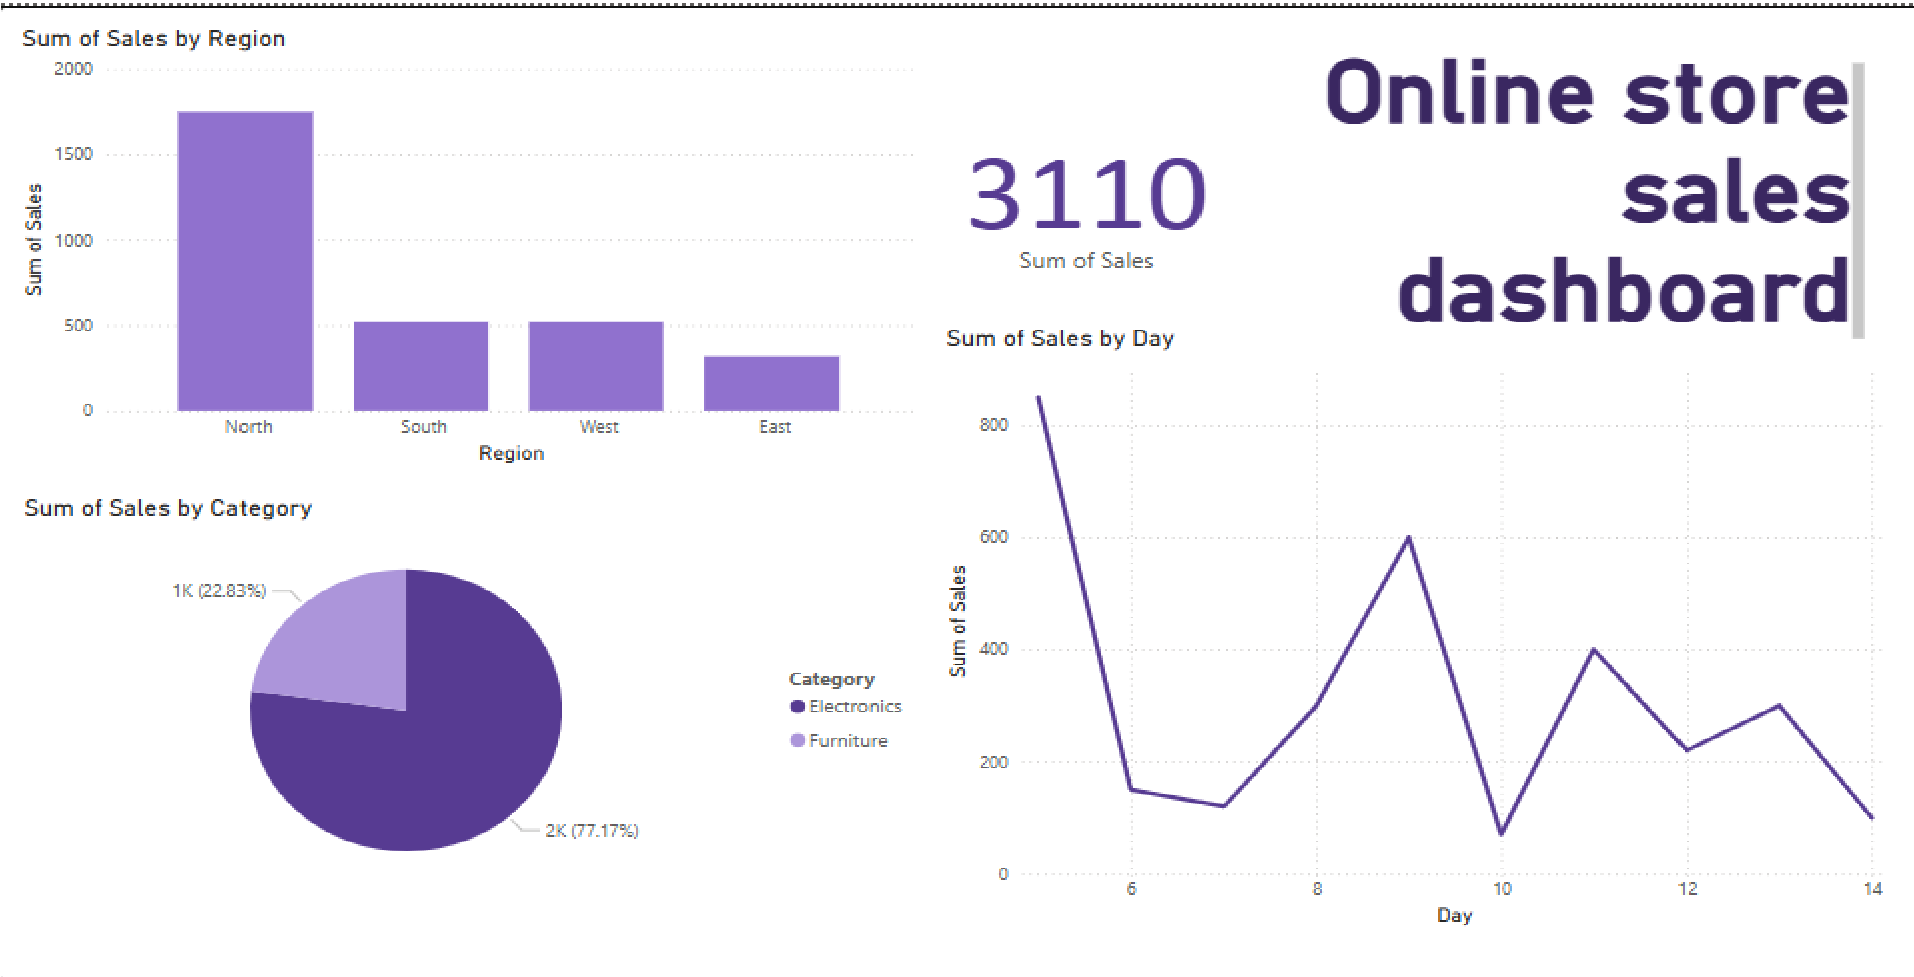 Sum of Sales by Region
2000
1500
1000
500
0
Sum of Sales
North South West East
Region
3110
Sum of Sales
Online store
sales
dashboard
Sum of Sales by Category
1K (22.83%)
2K (77.17%)
Category
Electronics
Furniture
Sum of Sales by Day
800
600
400
200
0
Sum of Sales
6 8 10 12 14
Day